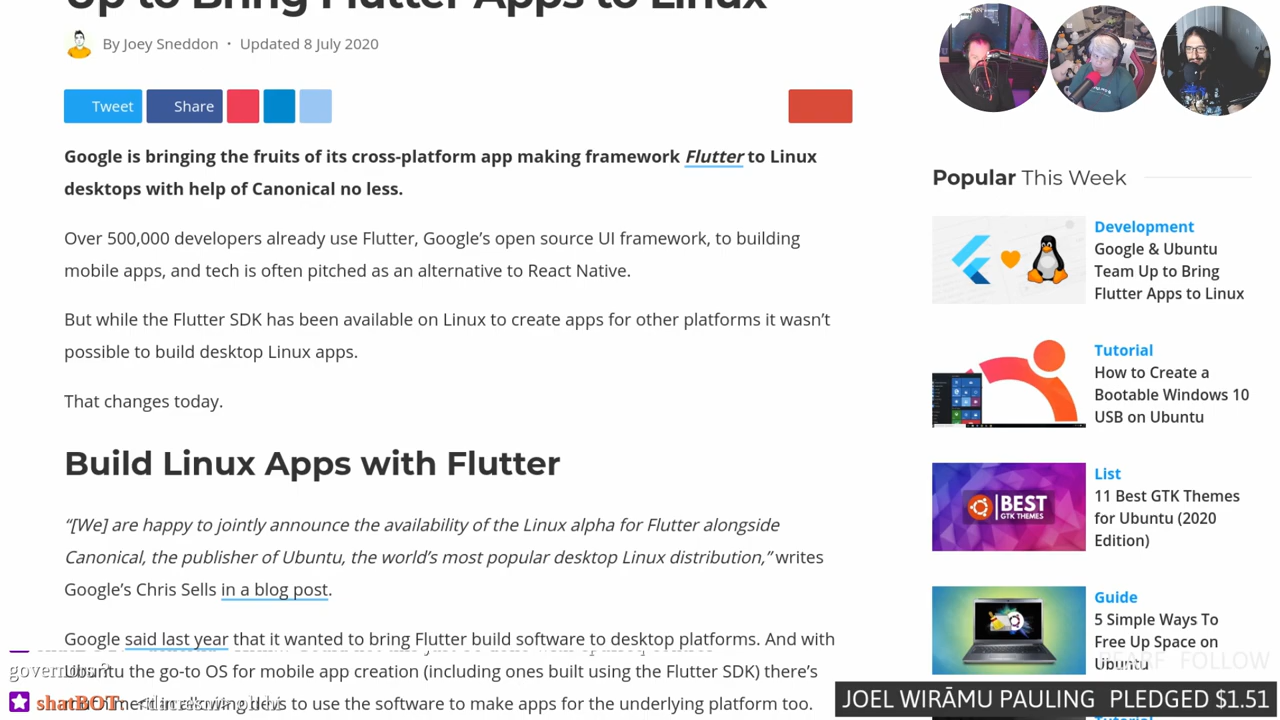 Up to Bring Flutter Apps to Linux
By Joey Sneddon · Updated 8 July 2020
Tweet
Share
Google is bringing the fruits of its cross-platform app making framework Flutter to Linux
desktops with help of Canonical no less.
Over 500,000 developers already use Flutter, Google’s open source UI framework, to building
mobile apps, and tech is often pitched as an alternative to React Native.
But while the Flutter SDK has been available on Linux to create apps for other platforms it wasn’t
possible to build desktop Linux apps.
That changes today.
Build Linux Apps with Flutter
“[We] are happy to jointly announce the availability of the Linux alpha for Flutter alongside
Canonical, the publisher of Ubuntu, the world’s most popular desktop Linux distribution,” writes
Google’s Chris Sells in a blog post.
Google said last year that it wanted to bring Flutter build software to desktop platforms. And with
Ubuntu the go-to OS for mobile app creation (including ones built using the Flutter SDK) there’s
to use the software to make apps for the underlying platform too.
governors?
shatBOT:
Popular This Week
Development
Google & Ubuntu
Team Up to Bring
Flutter Apps to Linux
Tutorial
How to Create a
Bootable Windows 10
USB on Ubuntu
BEST
GTK THEMES
List
11 Best GTK Themes
for Ubuntu (2020
Edition)
Guide
5 Simple Ways To
Free Up Space on
Ubuntu
FOLLOW
JOEL WIRĀMU PAULING PLEDGED $1.51